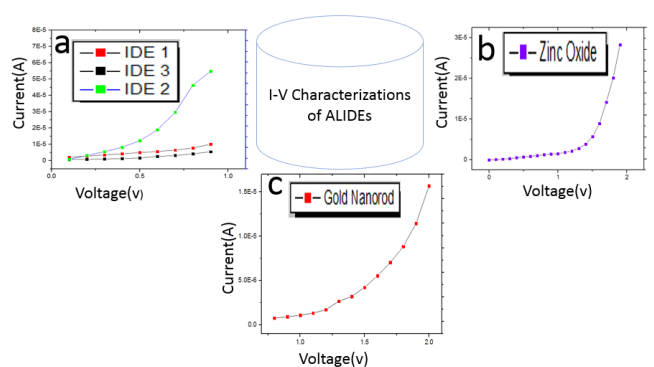 a
IDE 1
IDE 3
IDE 2
8E-5
7E-5
6E-5
5E-5
4E-5
3E-5
2E-5
1E-5
0
0.0
0.5
1.0
Current(A)
Voltage(v)
I-V Characterizations
of ALIDEs
b
Zinc Oxide
3E-5
2E-5
1E-5
0
0
1
2
Current(A)
Voltage(v)
c
Gold Nanorod
1.5E-5
1.0E-5
5.0E-6
0.0
1.0
1.5
2.0
Current(A)
Voltage(v)